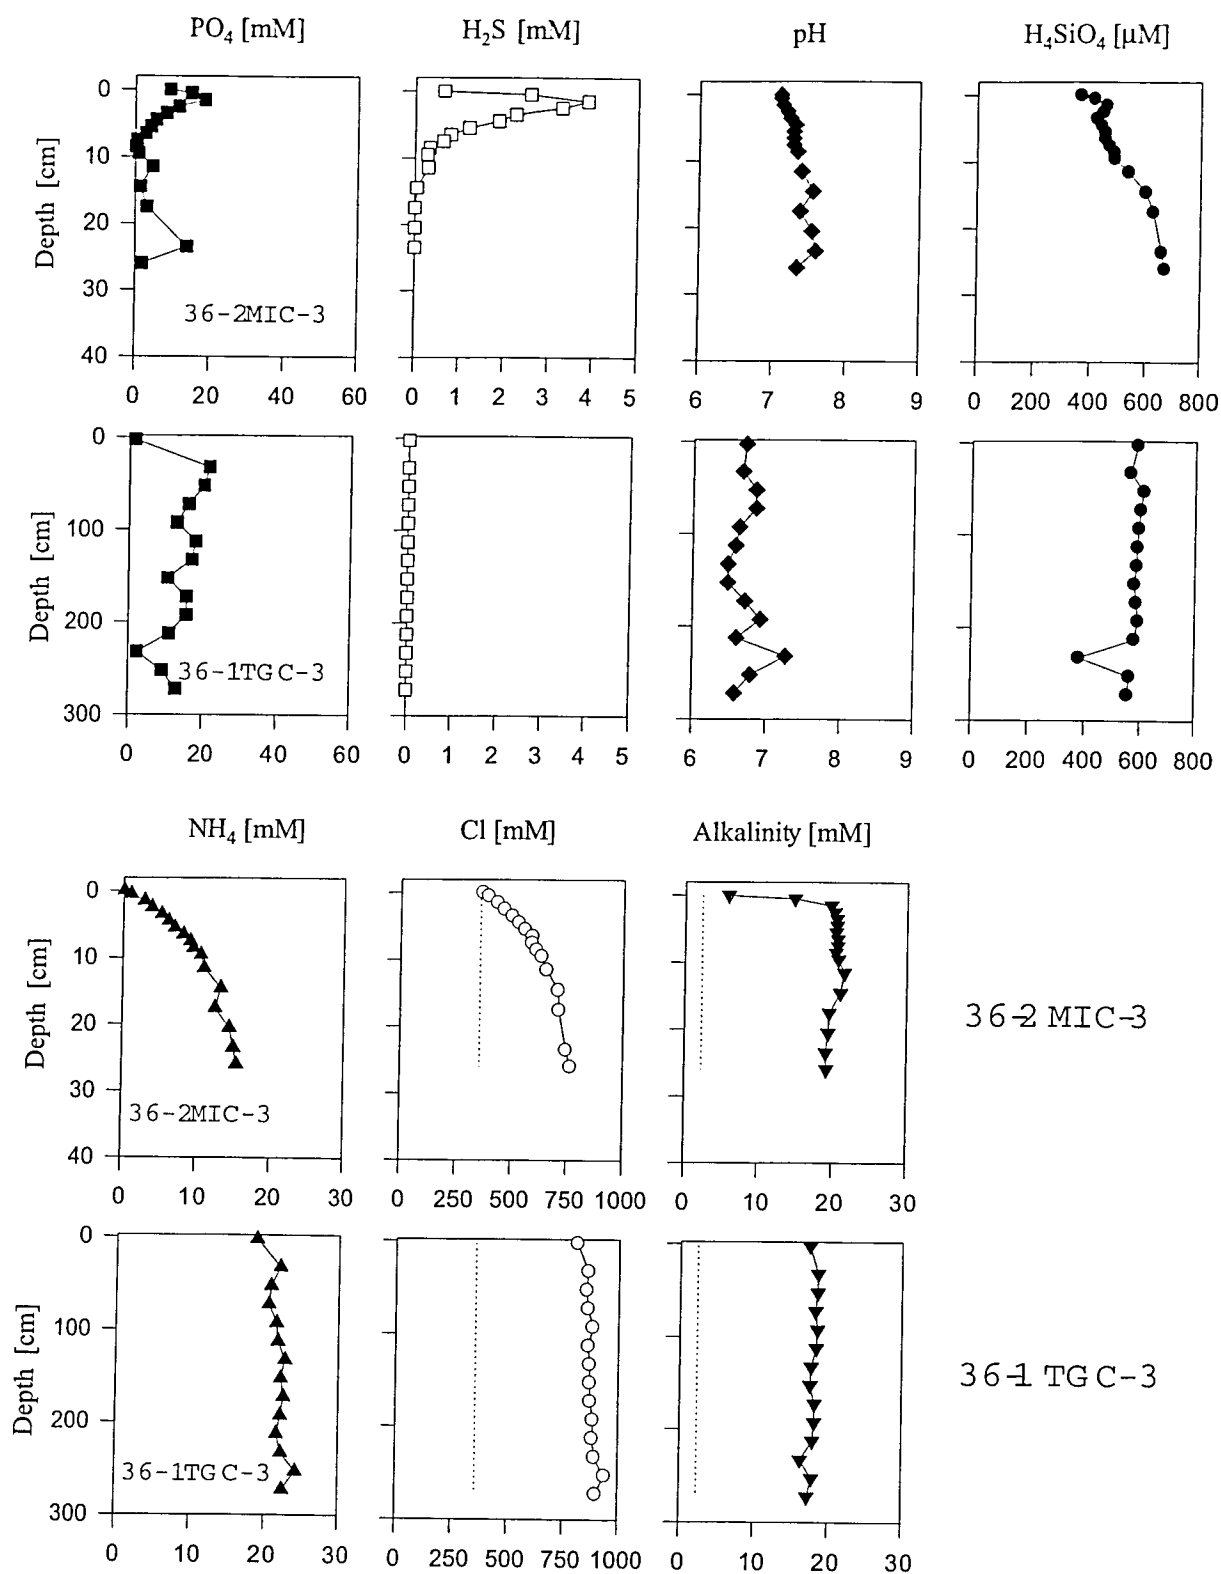 PO₄ [mM] H₂S [mM] pH H₄SiO₄ [µM]
0
10
20
30
40
Depth [cm]
36-2MIC-3
0 20 40 60 0 1 2 3 4 5 6 7 8 9 0 200 400 600 800
0
100
200
300
Depth [cm]
36-1TGC-3
0 20 40 60 0 1 2 3 4 5 6 7 8 9 0 200 400 600 800
NH₄ [mM] Cl [mM] Alkalinity [mM]
0
10
20
30
40
Depth [cm]
36-2MIC-3
36-2 MIC-3
0 10 20 30 0 250 500 750 1000 0 10 20 30
0
100
200
300
Depth [cm]
36-1TGC-3
36-1 TGC-3
0 10 20 30 0 250 500 750 1000 0 10 20 30